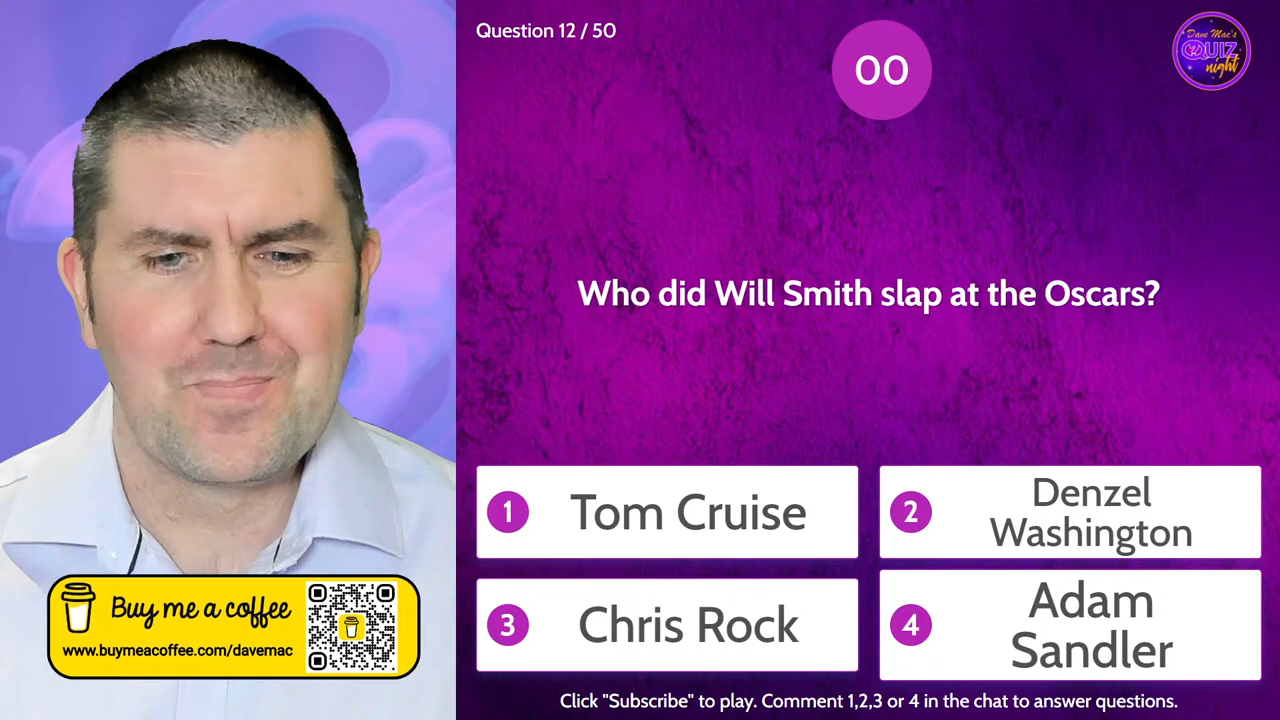 Question 12 / 50
00
Dave Mac's
QUIZ
night
Who did Will Smith slap at the Oscars?
1 Tom Cruise
2 Denzel
Washington
3 Chris Rock
4 Adam
Sandler
Buy me a coffee
www.buymeacoffee.com/davemac
Click "Subscribe" to play. Comment 1,2,3 or 4 in the chat to answer questions.